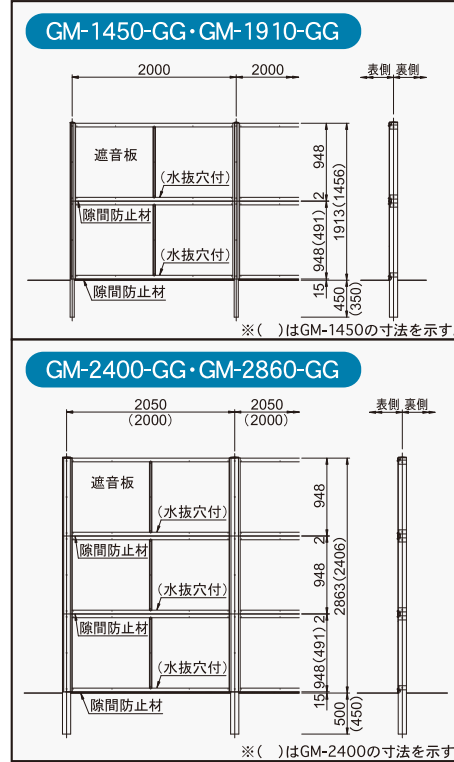 GM-1450-GG・GM-1910-GG
2000
2000
表側
裏側
遮音板
(水抜穴付)
隙間防止材
(水抜穴付)
隙間防止材
948
2
948(491)
15
1913(1456)
450
(350)
※(　)はGM-1450の寸法を示す。
GM-2400-GG・GM-2860-GG
2050
(2000)
2050
(2000)
表側
裏側
遮音板
(水抜穴付)
隙間防止材
(水抜穴付)
隙間防止材
(水抜穴付)
隙間防止材
948
2
948
2
948(491)
15
2863(2406)
500
(450)
※(　)はGM-2400の寸法を示す